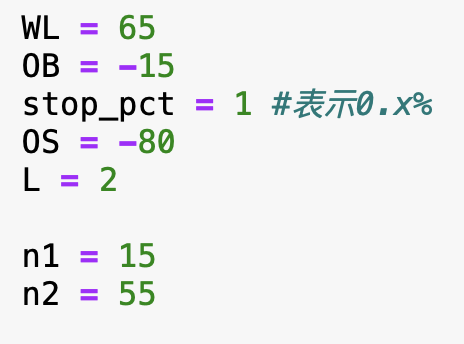 WL = 65
OB = -15
stop_pct = 1 #表示0.x%
OS = -80
L = 2
n1 = 15
n2 = 55